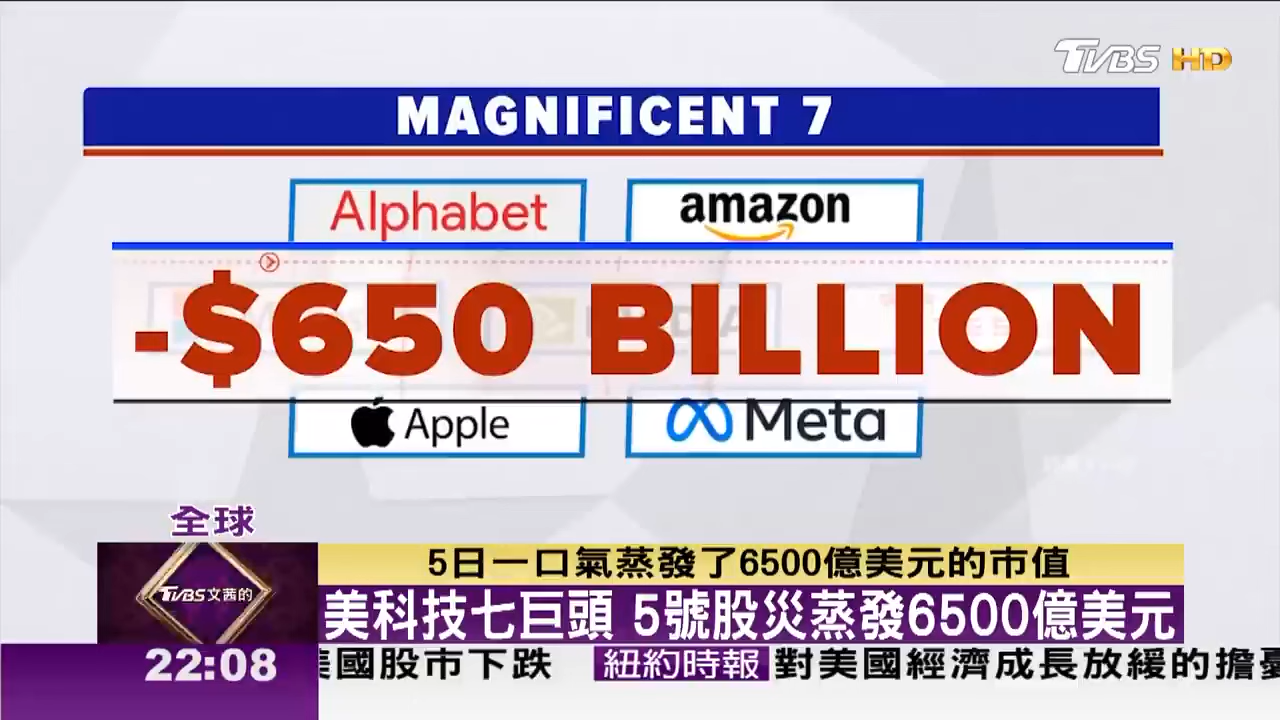 TVBS HD
MAGNIFICENT 7
Alphabet
amazon
-$650 BILLION
Apple
Meta
全球
TVBS文茜的
5日一口氣蒸發了6500億美元的市值
美科技七巨頭 5號股災蒸發6500億美元
22:08
美國股市下跌 紐約時報 對美國經濟成長放緩的擔憂